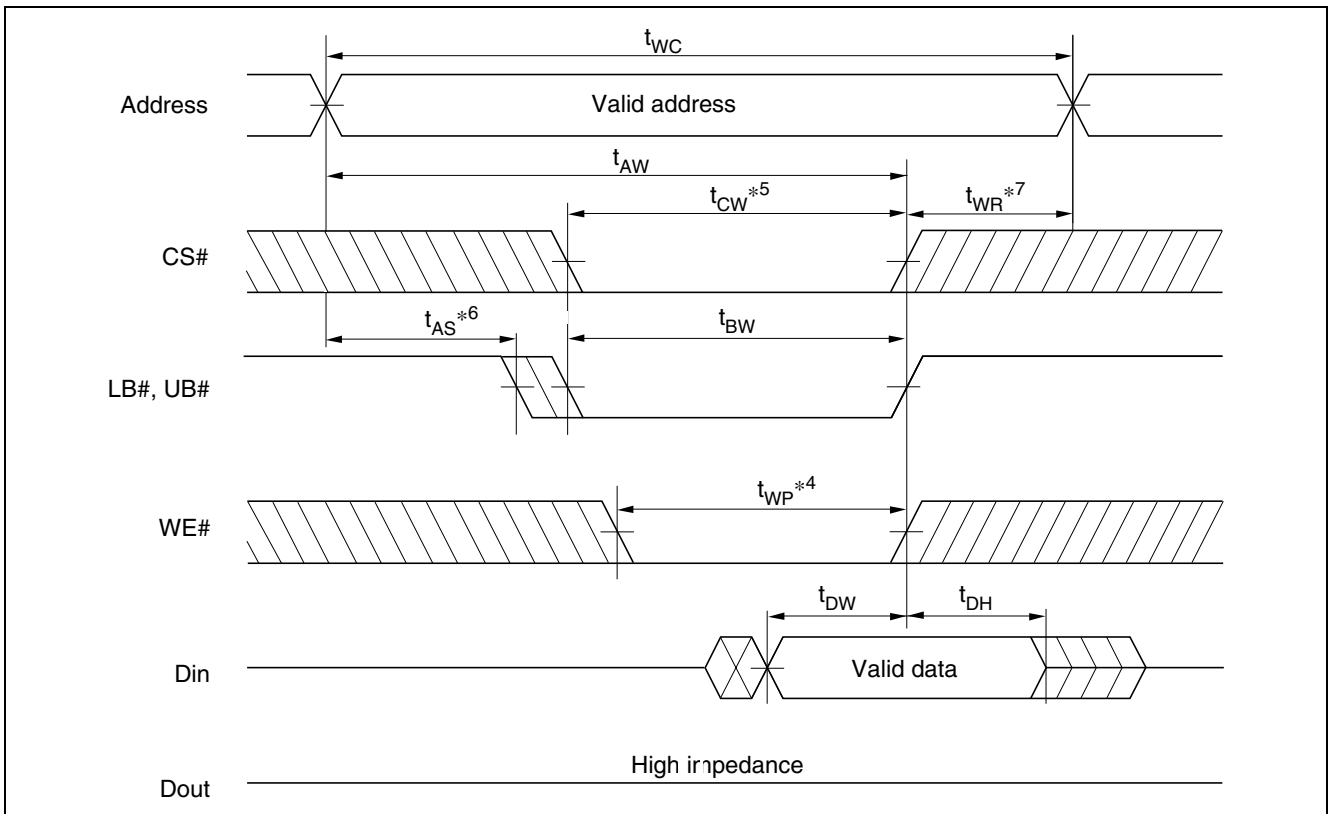 tWC
Address
Valid address
tAW
tCW*5
tWR*7
CS#
tAS*6
tBW
LB#, UB#
tWP*4
WE#
tDW
tDH
Din
Valid data
High impedance
Dout